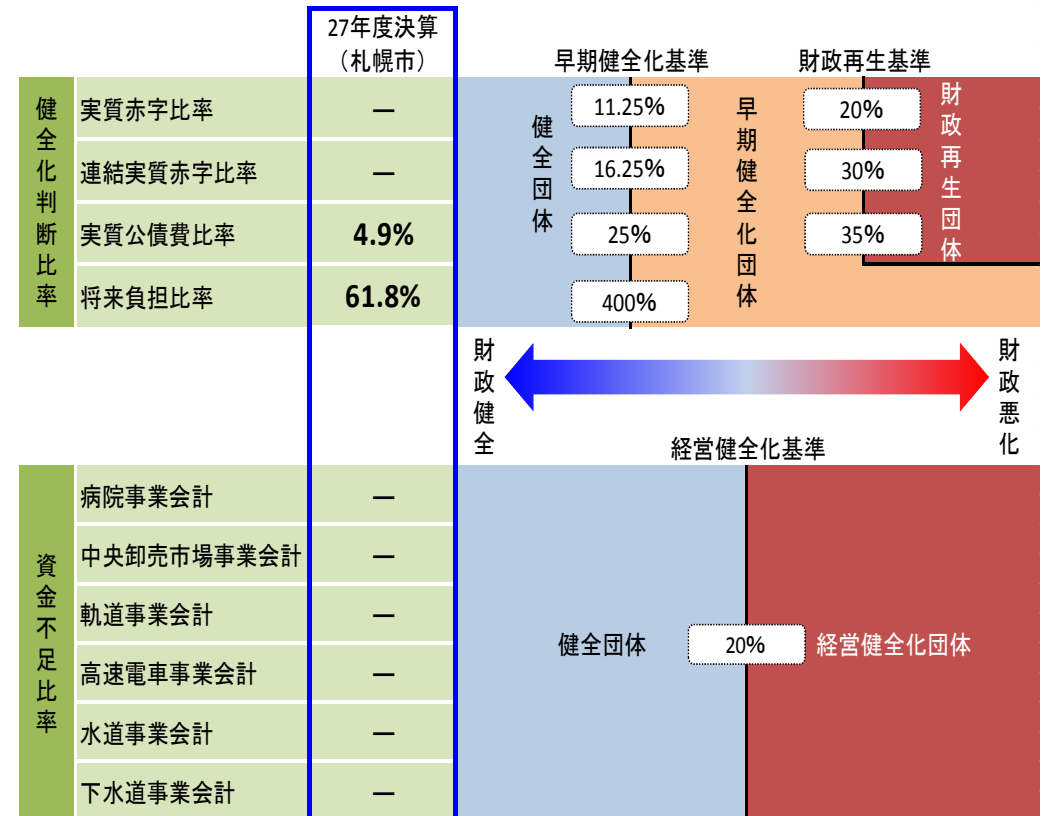 27年度決算
（札幌市）
早期健全化基準
財政再生基準
健全化判断比率
実質赤字比率
―
連結実質赤字比率
―
実質公債費比率
4.9%
将来負担比率
61.8%
健全団体
11.25%
16.25%
25%
400%
早期健全化団体
20%
30%
35%
財政再生団体
財政健全
財政悪化
経営健全化基準
資金不足比率
病院事業会計
―
中央卸売市場事業会計
―
軌道事業会計
―
高速電車事業会計
―
水道事業会計
―
下水道事業会計
―
健全団体
20%
経営健全化団体